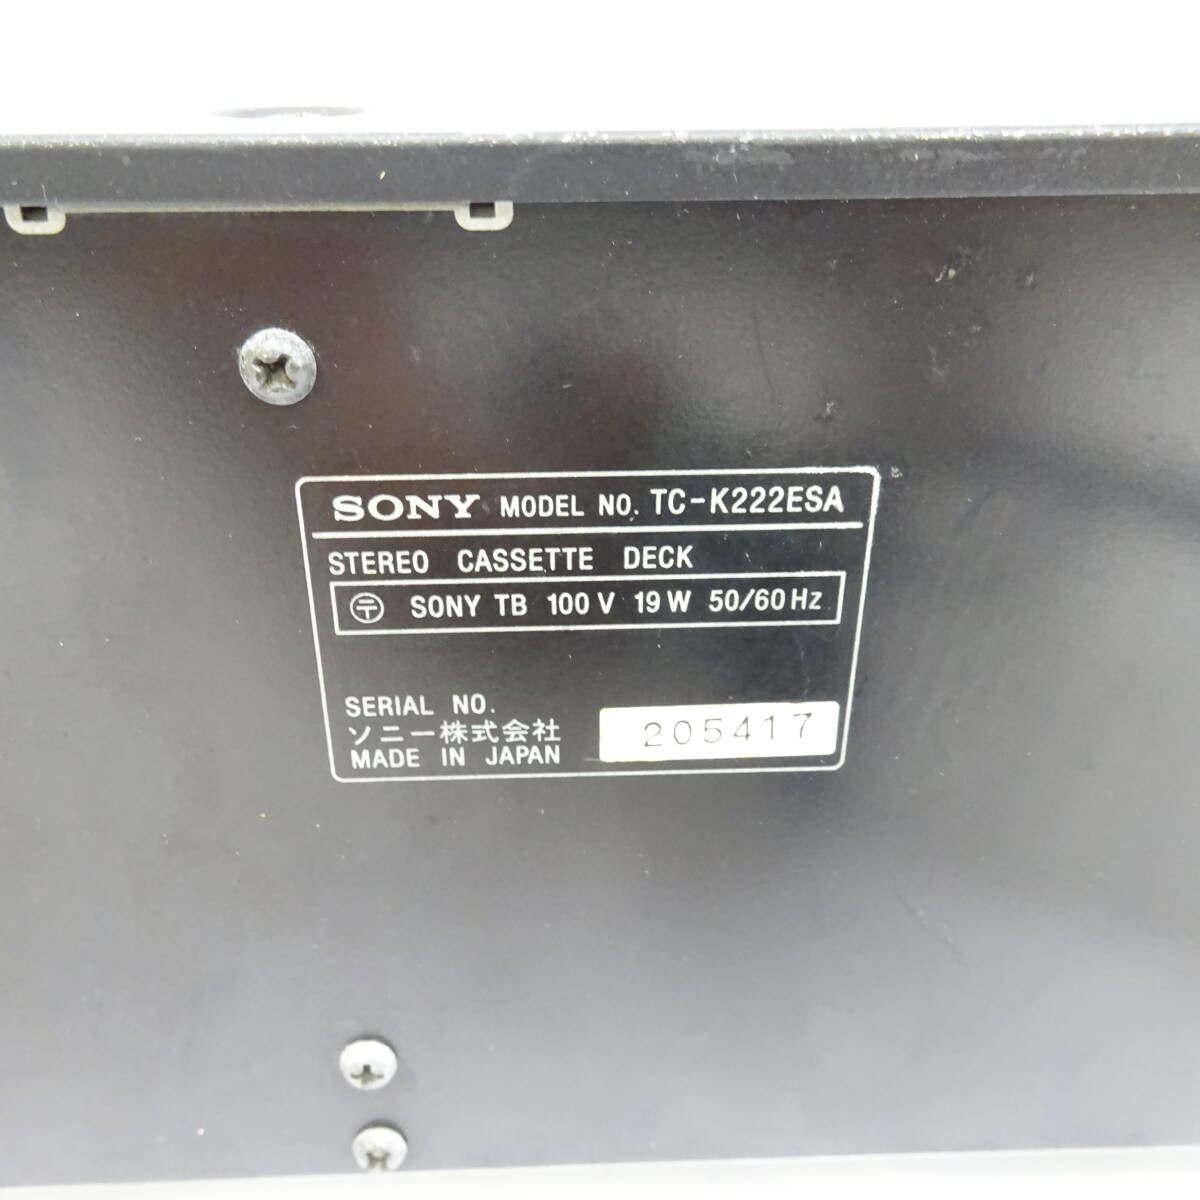 SONY MODEL NO. TC-K222ESA
STEREO CASSETTE DECK
〶 SONY TB 100V 19W 50/60Hz
SERIAL NO. 205417
ソニー株式会社
MADE IN JAPAN